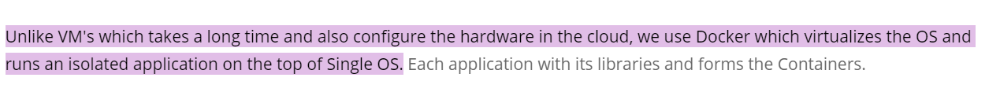 Unlike VM's which takes a long time and also configure the hardware in the cloud, we use Docker which virtualizes the OS and
runs an isolated application on the top of Single OS. Each application with its libraries and forms the Containers.